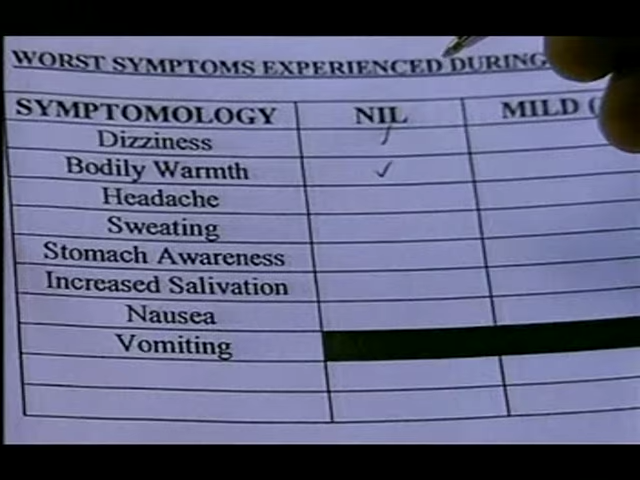 WORST SYMPTOMS EXPERIENCED DURING
SYMPTOMOLOGY NIL MILD (
Dizziness ✓
Bodily Warmth ✓
Headache
Sweating
Stomach Awareness
Increased Salivation
Nausea
Vomiting